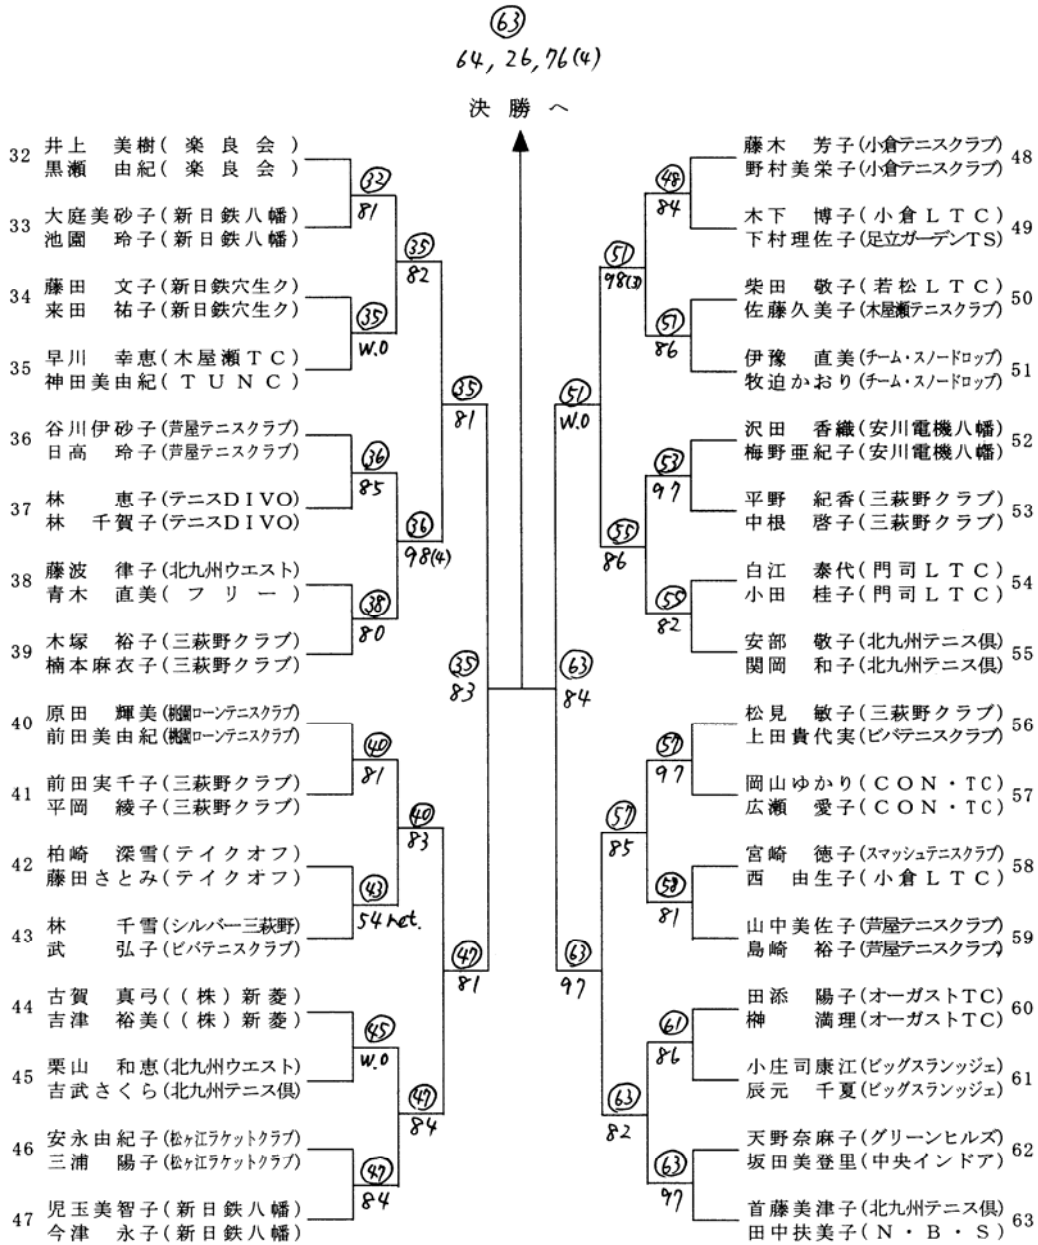 63
64, 26, 76(4)
決 勝 へ
32 井上 美樹(楽良会)
黒瀬 由紀(楽良会)
32
81
33 大庭美砂子(新日鉄八幡)
池園 玲子(新日鉄八幡)
35
82
34 藤田 文子(新日鉄穴生ク)
来田 祐子(新日鉄穴生ク)
35
W.O
35 早川 幸恵(木屋瀬TC)
神田美由紀(TUNC)
35
81
36 谷川伊砂子(芦屋テニスクラブ)
日高 玲子(芦屋テニスクラブ)
36
85
37 林 恵子(テニスDIVO)
林 千賀子(テニスDIVO)
36
98(4)
38 藤波 律子(北九州ウエスト)
青木 直美(フリー)
38
80
39 木塚 裕子(三萩野クラブ)
楠本麻衣子(三萩野クラブ)
35
83
40 原田 輝美(桃園ローンテニスクラブ)
前田美由紀(桃園ローンテニスクラブ)
40
81
41 前田実千子(三萩野クラブ)
平岡 綾子(三萩野クラブ)
40
83
42 柏崎 深雪(テイクオフ)
藤田さとみ(テイクオフ)
43
54 ret.
43 林 千雪(シルバー三萩野)
武 弘子(ビバテニスクラブ)
47
81
44 古賀 真弓((株)新菱)
吉津 裕美((株)新菱)
45
W.O
45 栗山 和恵(北九州ウエスト)
吉武さくら(北九州テニス倶)
47
84
46 安永由紀子(松ヶ江ラケットクラブ)
三浦 陽子(松ヶ江ラケットクラブ)
47
84
47 児玉美智子(新日鉄八幡)
今津 永子(新日鉄八幡)
藤木 芳子(小倉テニスクラブ) 48
野村美栄子(小倉テニスクラブ)
48
84
木下 博子(小倉LTC) 49
下村理佐子(足立ガーデンTS)
51
98(3)
柴田 敬子(若松LTC) 50
佐藤久美子(木屋瀬テニスクラブ)
51
86
伊豫 直美(チーム・スノードロップ) 51
牧迫かおり(チーム・スノードロップ)
51
W.O
沢田 香織(安川電機八幡) 52
梅野亜紀子(安川電機八幡)
53
97
平野 紀香(三萩野クラブ) 53
中根 啓子(三萩野クラブ)
55
86
白江 泰代(門司LTC) 54
小田 桂子(門司LTC)
55
82
安部 敬子(北九州テニス倶) 55
関岡 和子(北九州テニス倶)
63
84
松見 敏子(三萩野クラブ) 56
上田貴代実(ビバテニスクラブ)
57
97
岡山ゆかり(CON・TC) 57
広瀬 愛子(CON・TC)
57
85
宮崎 徳子(スマッシュテニスクラブ) 58
西 由生子(小倉LTC)
58
81
山中美佐子(芦屋テニスクラブ) 59
島崎 裕子(芦屋テニスクラブ)
63
97
田添 陽子(オーガストTC) 60
榊 満理(オーガストTC)
61
86
小庄司康江(ビッグスランッジェ) 61
辰元 千夏(ビッグスランッジェ)
63
82
天野奈麻子(グリーンヒルズ) 62
坂田美登里(中央インドア)
63
97
首藤美津子(北九州テニス倶) 63
田中扶美子(N・B・S)